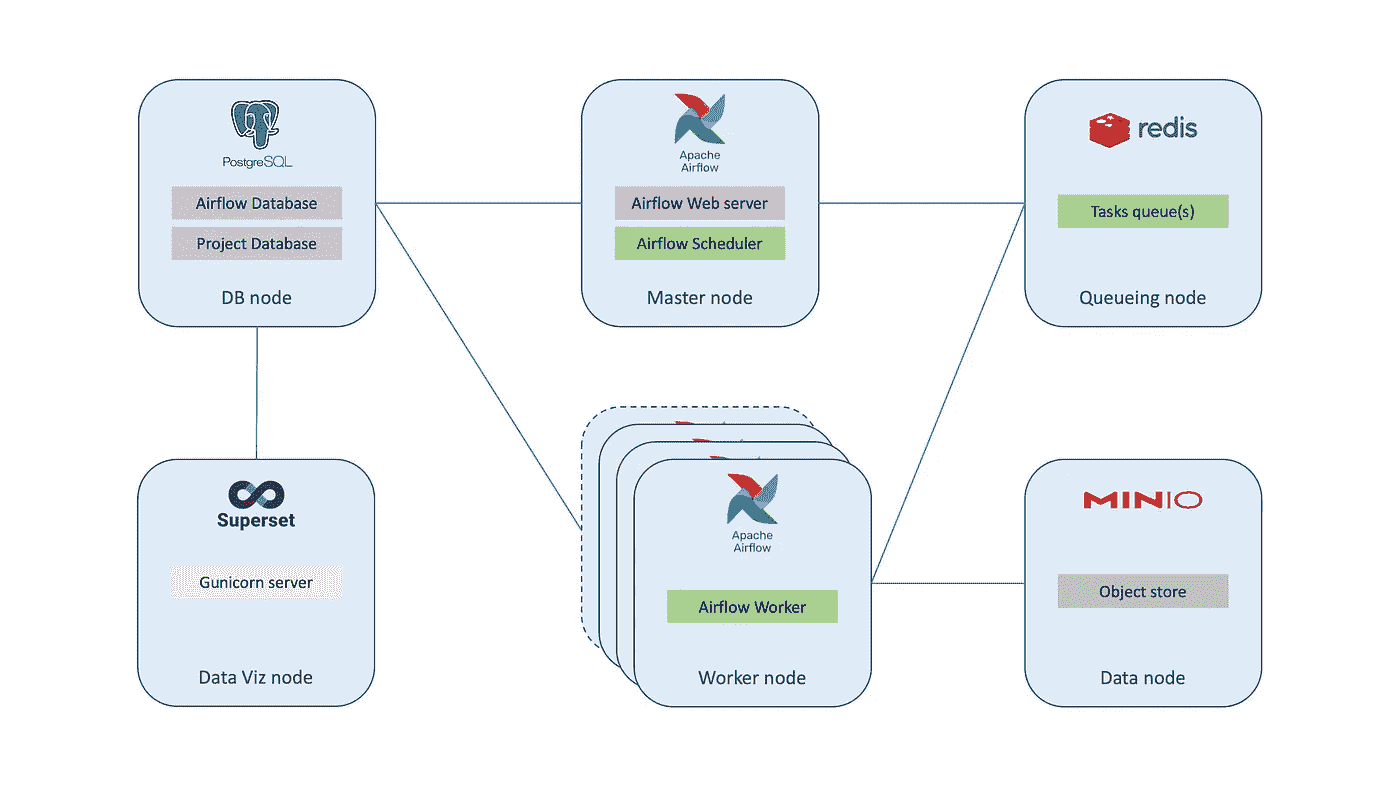 PostgreSQL
Airflow Database
Project Database
DB node
Apache
Airflow
Airflow Web server
Airflow Scheduler
Master node
redis
Tasks queue(s)
Queueing node
Superset
Gunicorn server
Data Viz node
Apache
Airflow
Airflow Worker
Worker node
MINIO
Object store
Data node